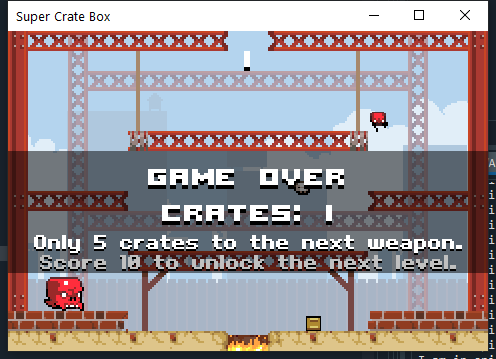 Super Crate Box
GAME OVER
CRATES: 1
Only 5 crates to the next weapon.
Score 10 to unlock the next level.